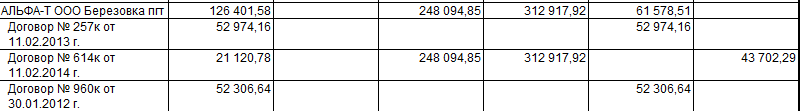 АЛЬФА-Т ООО Березовка пгт 126 401,58 248 094,85 312 917,92 61 578,51
Договор № 257к от 52 974,16 52 974,16
11.02.2013 г.
Договор № 614к от 21 120,78 248 094,85 312 917,92 43 702,29
11.02.2014 г.
Договор № 960к от 52 306,64 52 306,64
30.01.2012 г.